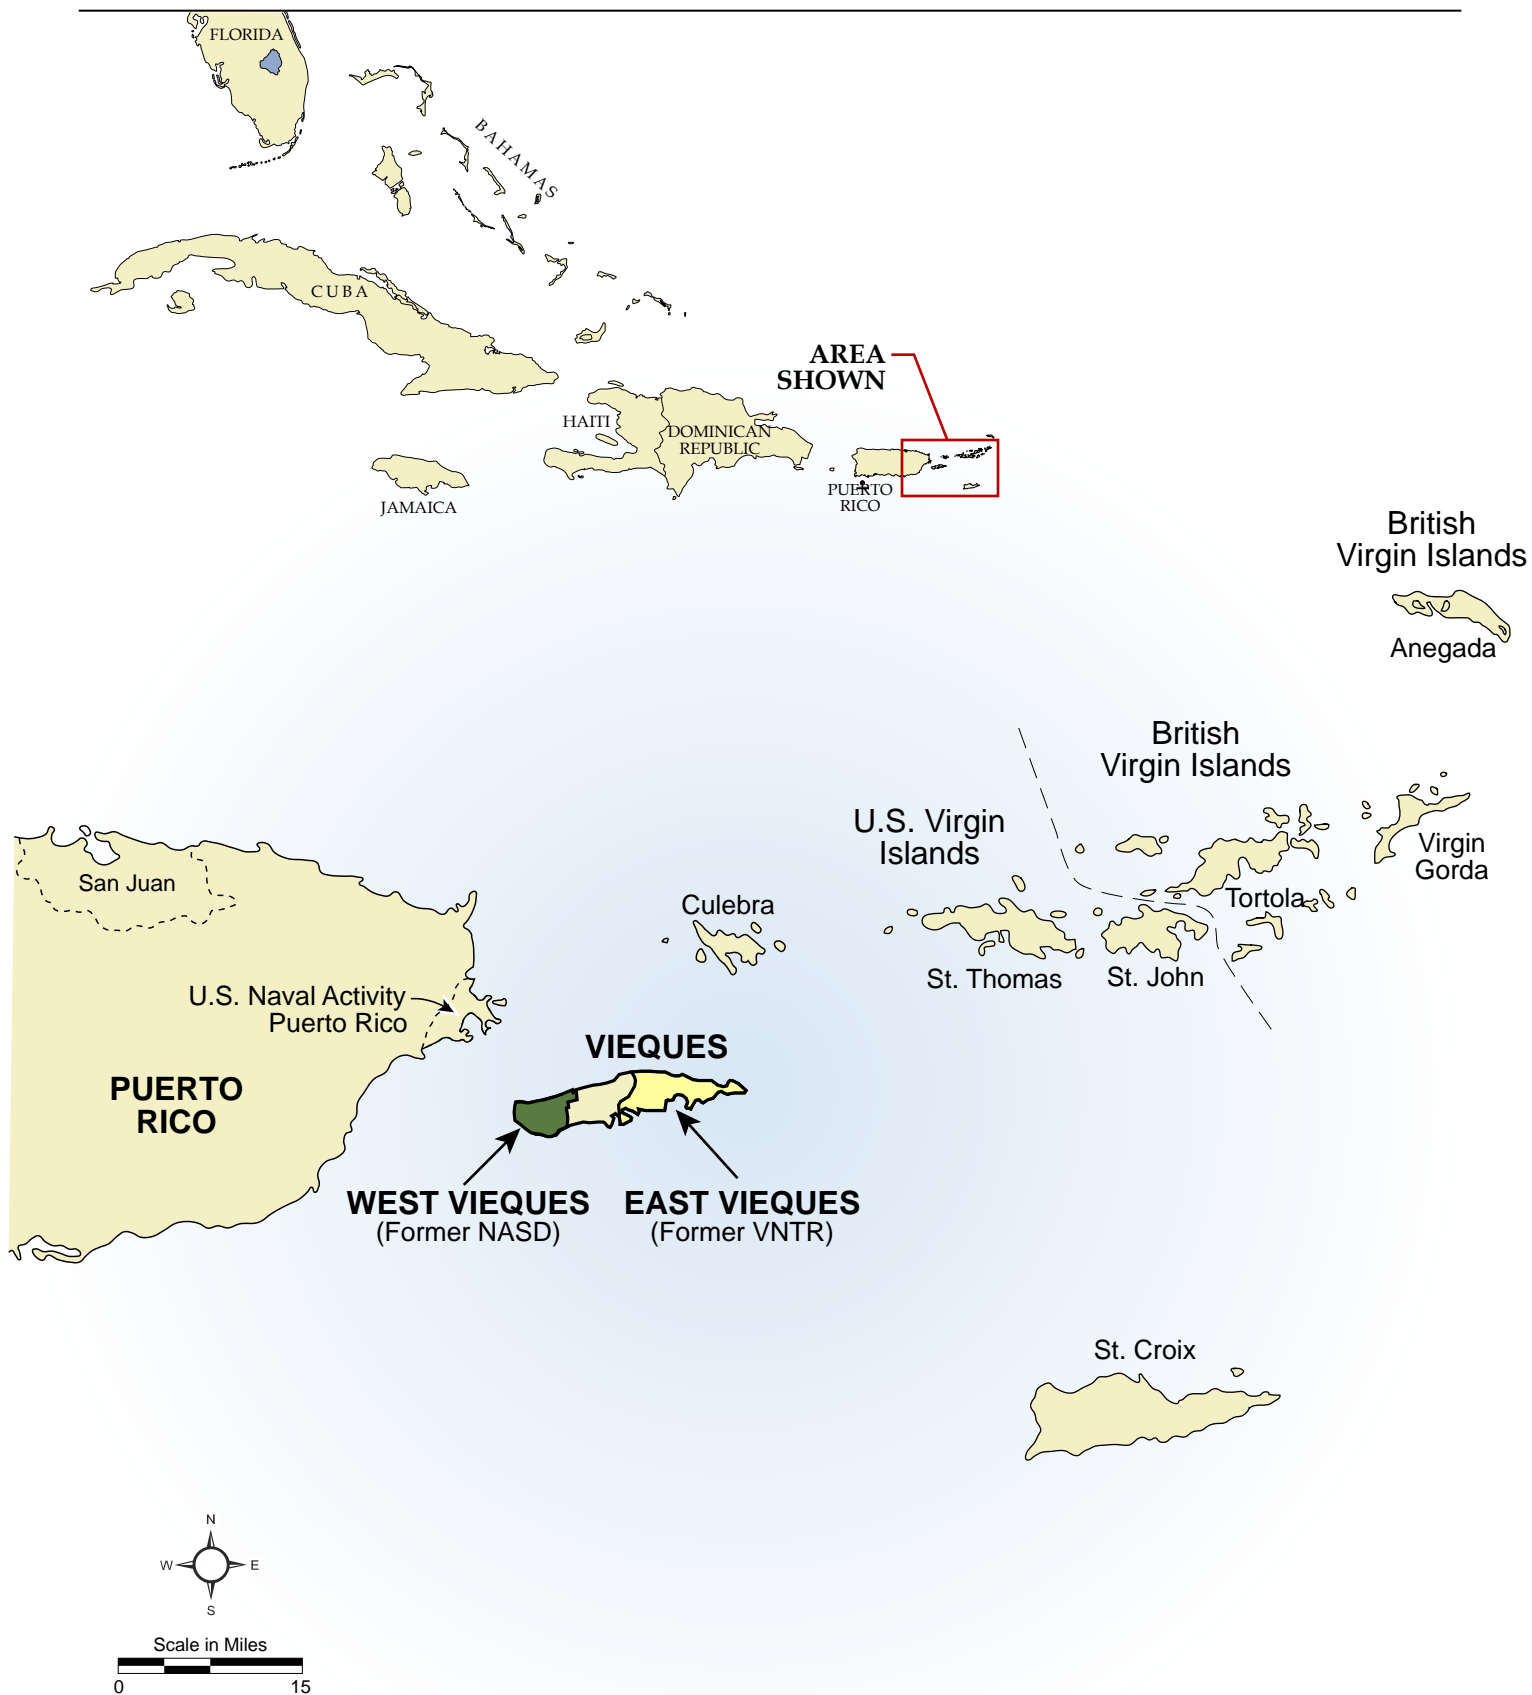 FLORIDA
BAHAMAS
CUBA
AREA
SHOWN
HAITI
DOMINICAN
REPUBLIC
JAMAICA
PUERTO
RICO
British
Virgin Islands
Anegada
British
Virgin Islands
U.S. Virgin
Islands
Virgin
Gorda
San Juan
Culebra
Tortola
St. Thomas
St. John
U.S. Naval Activity
Puerto Rico
VIEQUES
PUERTO
RICO
WEST VIEQUES
(Former NASD)
EAST VIEQUES
(Former VNTR)
St. Croix
N
W
E
S
Scale in Miles
0
15